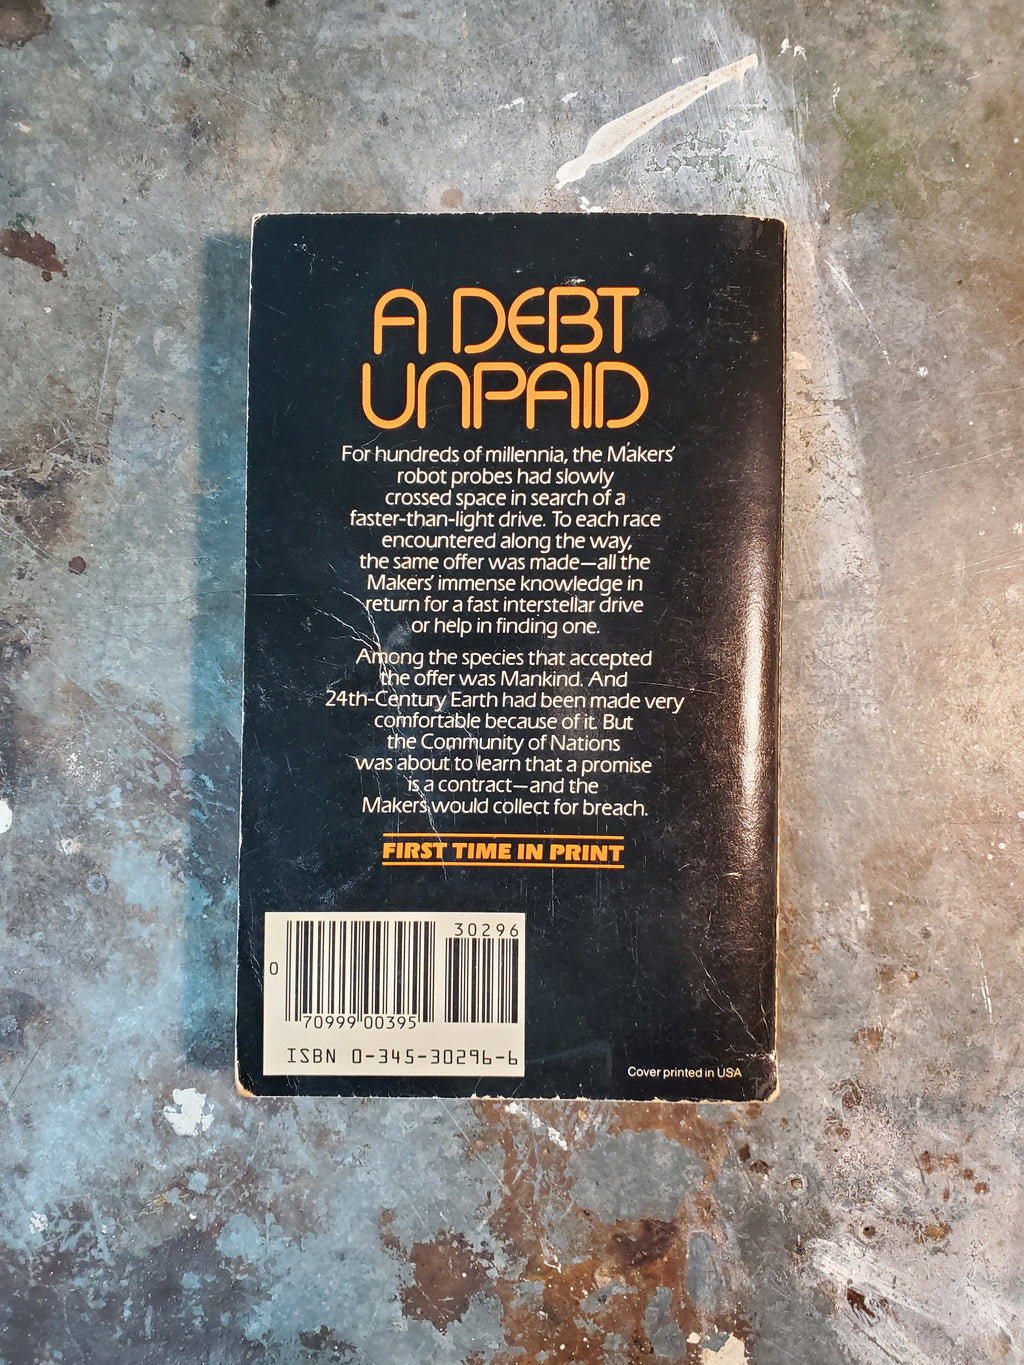 A DEBT
UNPAID
For hundreds of millennia, the Makers'
robot probes had slowly
crossed space in search of a
faster-than-light drive. To each race
encountered along the way,
the same offer was made—all the
Makers' immense knowledge in
return for a fast interstellar drive
or help in finding one.
Among the species that accepted
the offer was Mankind. And
24th-Century Earth had been made very
comfortable because of it. But
the Community of Nations
was about to learn that a promise
is a contract—and the
Makers would collect for breach.
FIRST TIME IN PRINT
30296
0
70999 00395
ISBN 0-345-30296-6
Cover printed in USA